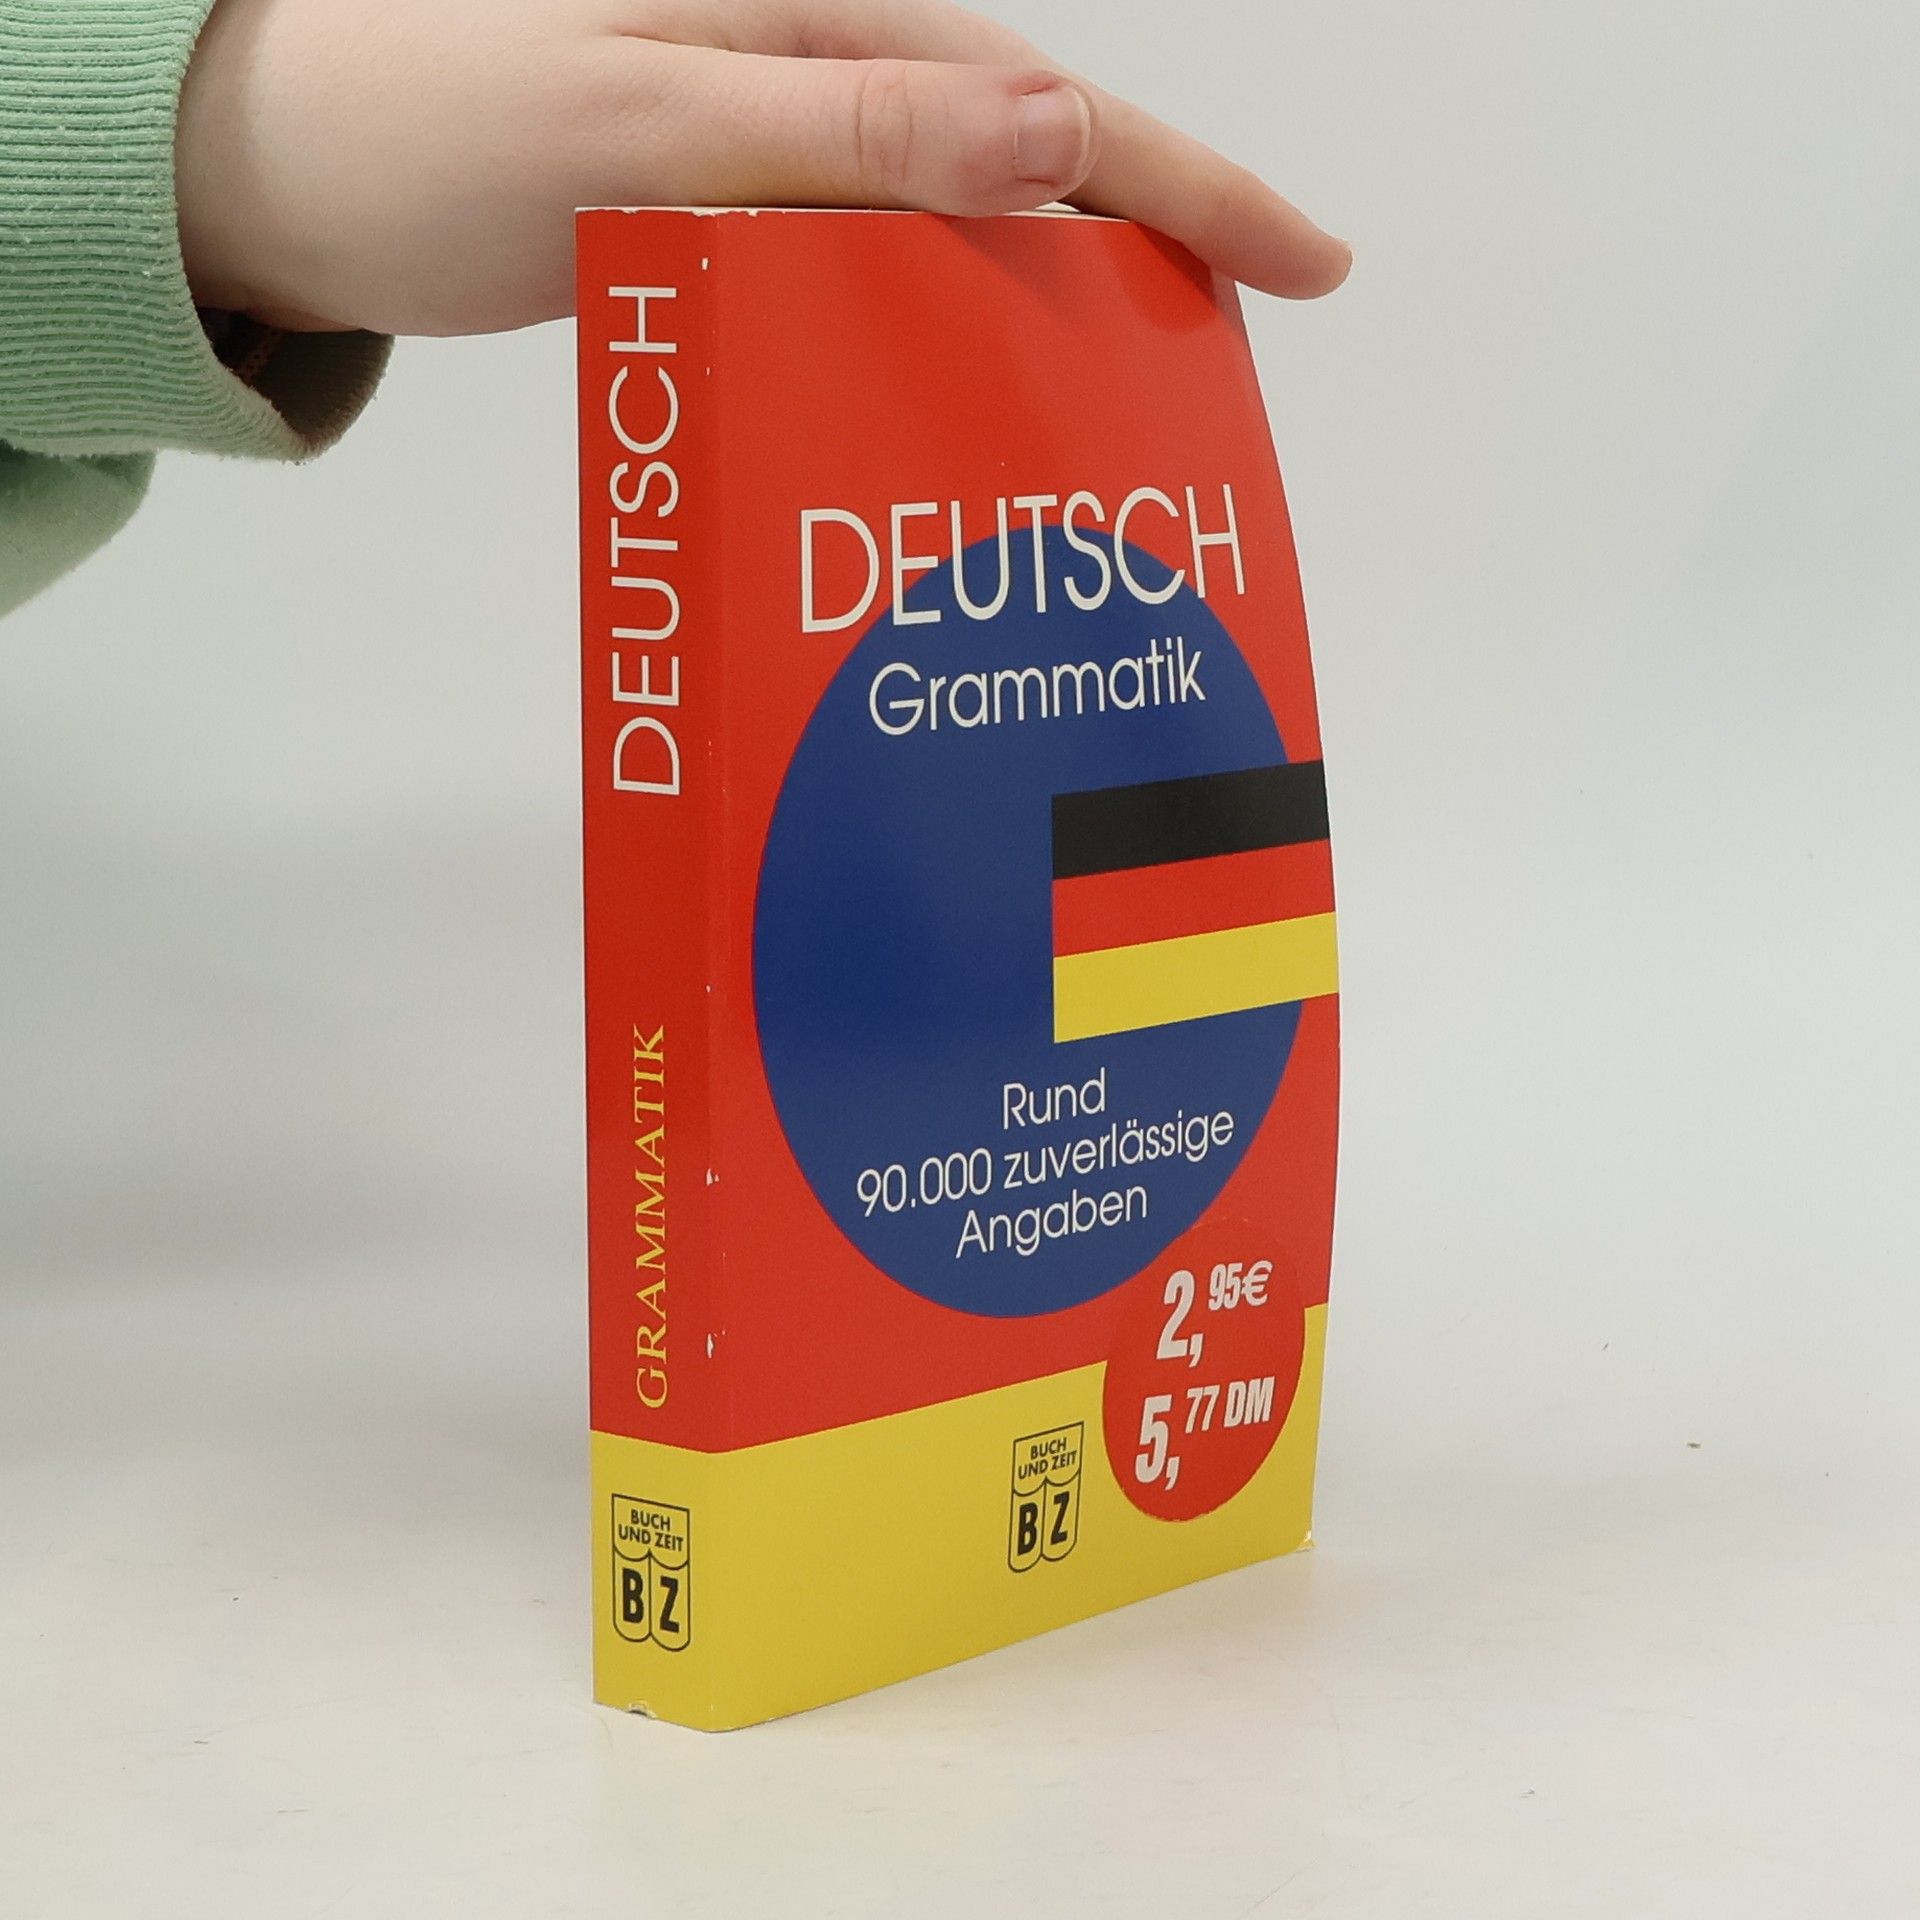 DEUTSCH
GRAMMATIK
BUCH
UND ZEIT
B Z
DEUTSCH
Grammatik
Rund
90.000 zuverlässige
Angaben
2,95€
5,77 DM
BUCH
UND ZEIT
B Z